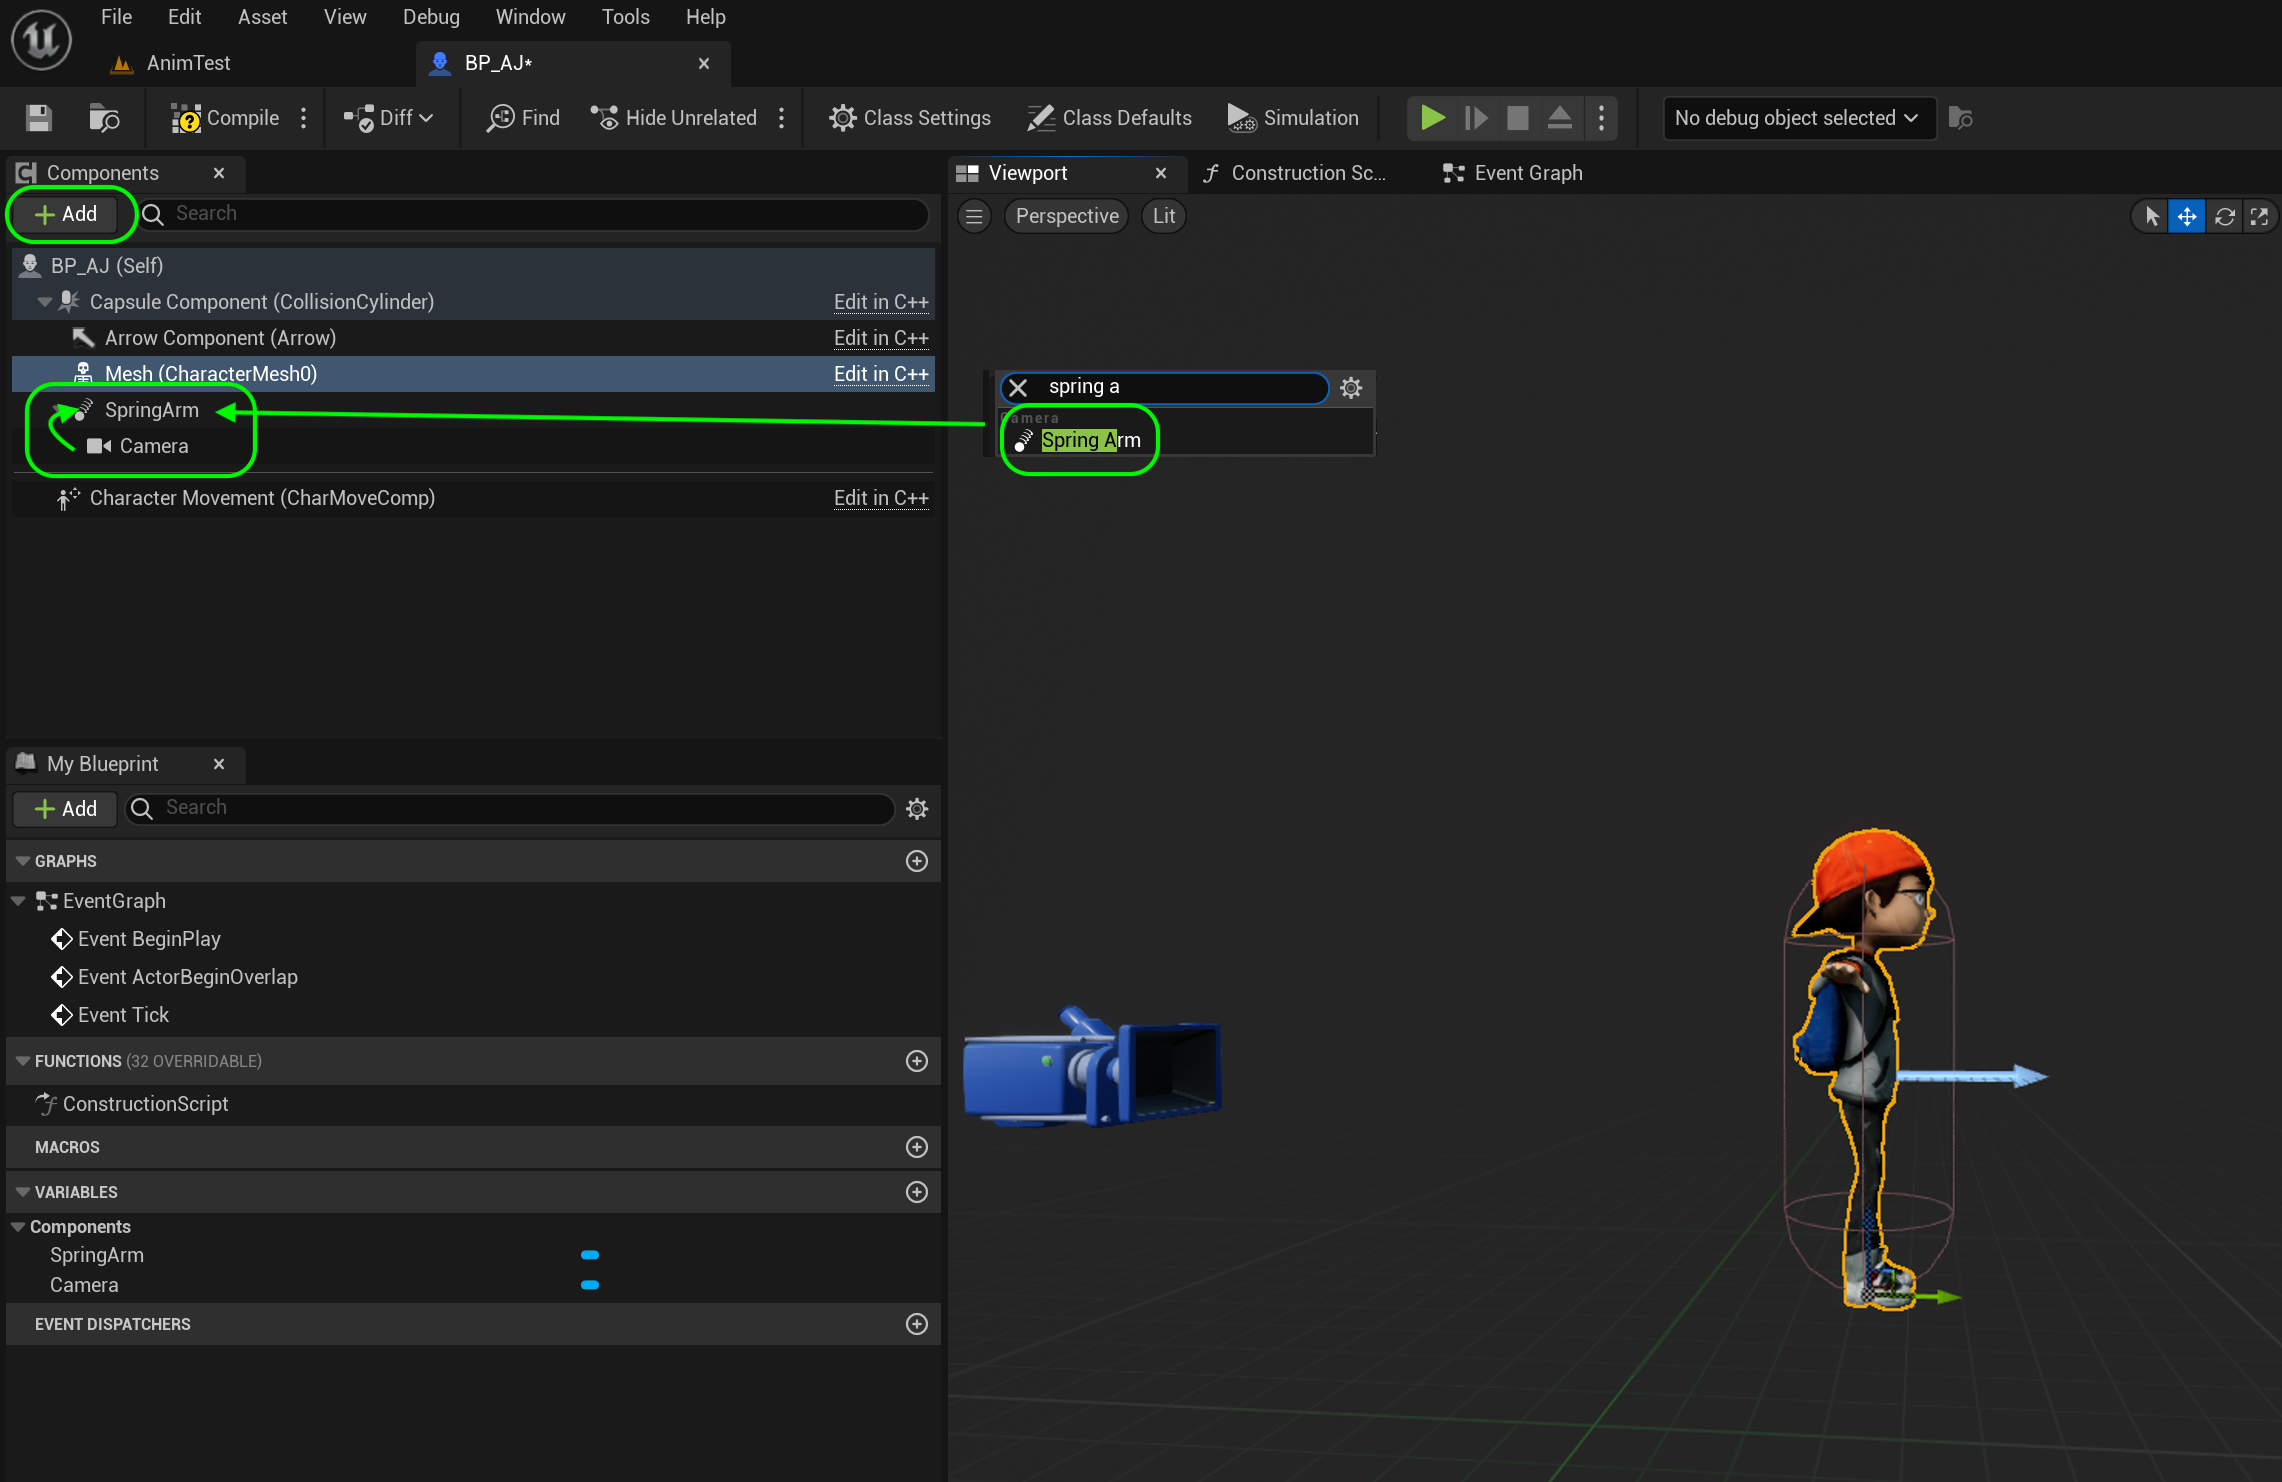 File Edit Asset View Debug Window Tools Help
AnimTest
BP_AJ*
Compile
Diff
Find
Hide Unrelated
Class Settings
Class Defaults
Simulation
No debug object selected
Components
Add
Search
BP_AJ (Self)
Capsule Component (CollisionCylinder) Edit in C++
Arrow Component (Arrow) Edit in C++
Mesh (CharacterMesh0) Edit in C++
SpringArm
Camera
Character Movement (CharMoveComp) Edit in C++
Viewport
Construction Sc...
Event Graph
Perspective
Lit
spring a
Camera
Spring Arm
My Blueprint
Add
Search
GRAPHS
EventGraph
Event BeginPlay
Event ActorBeginOverlap
Event Tick
FUNCTIONS (32 OVERRIDABLE)
ConstructionScript
MACROS
VARIABLES
Components
SpringArm
Camera
EVENT DISPATCHERS